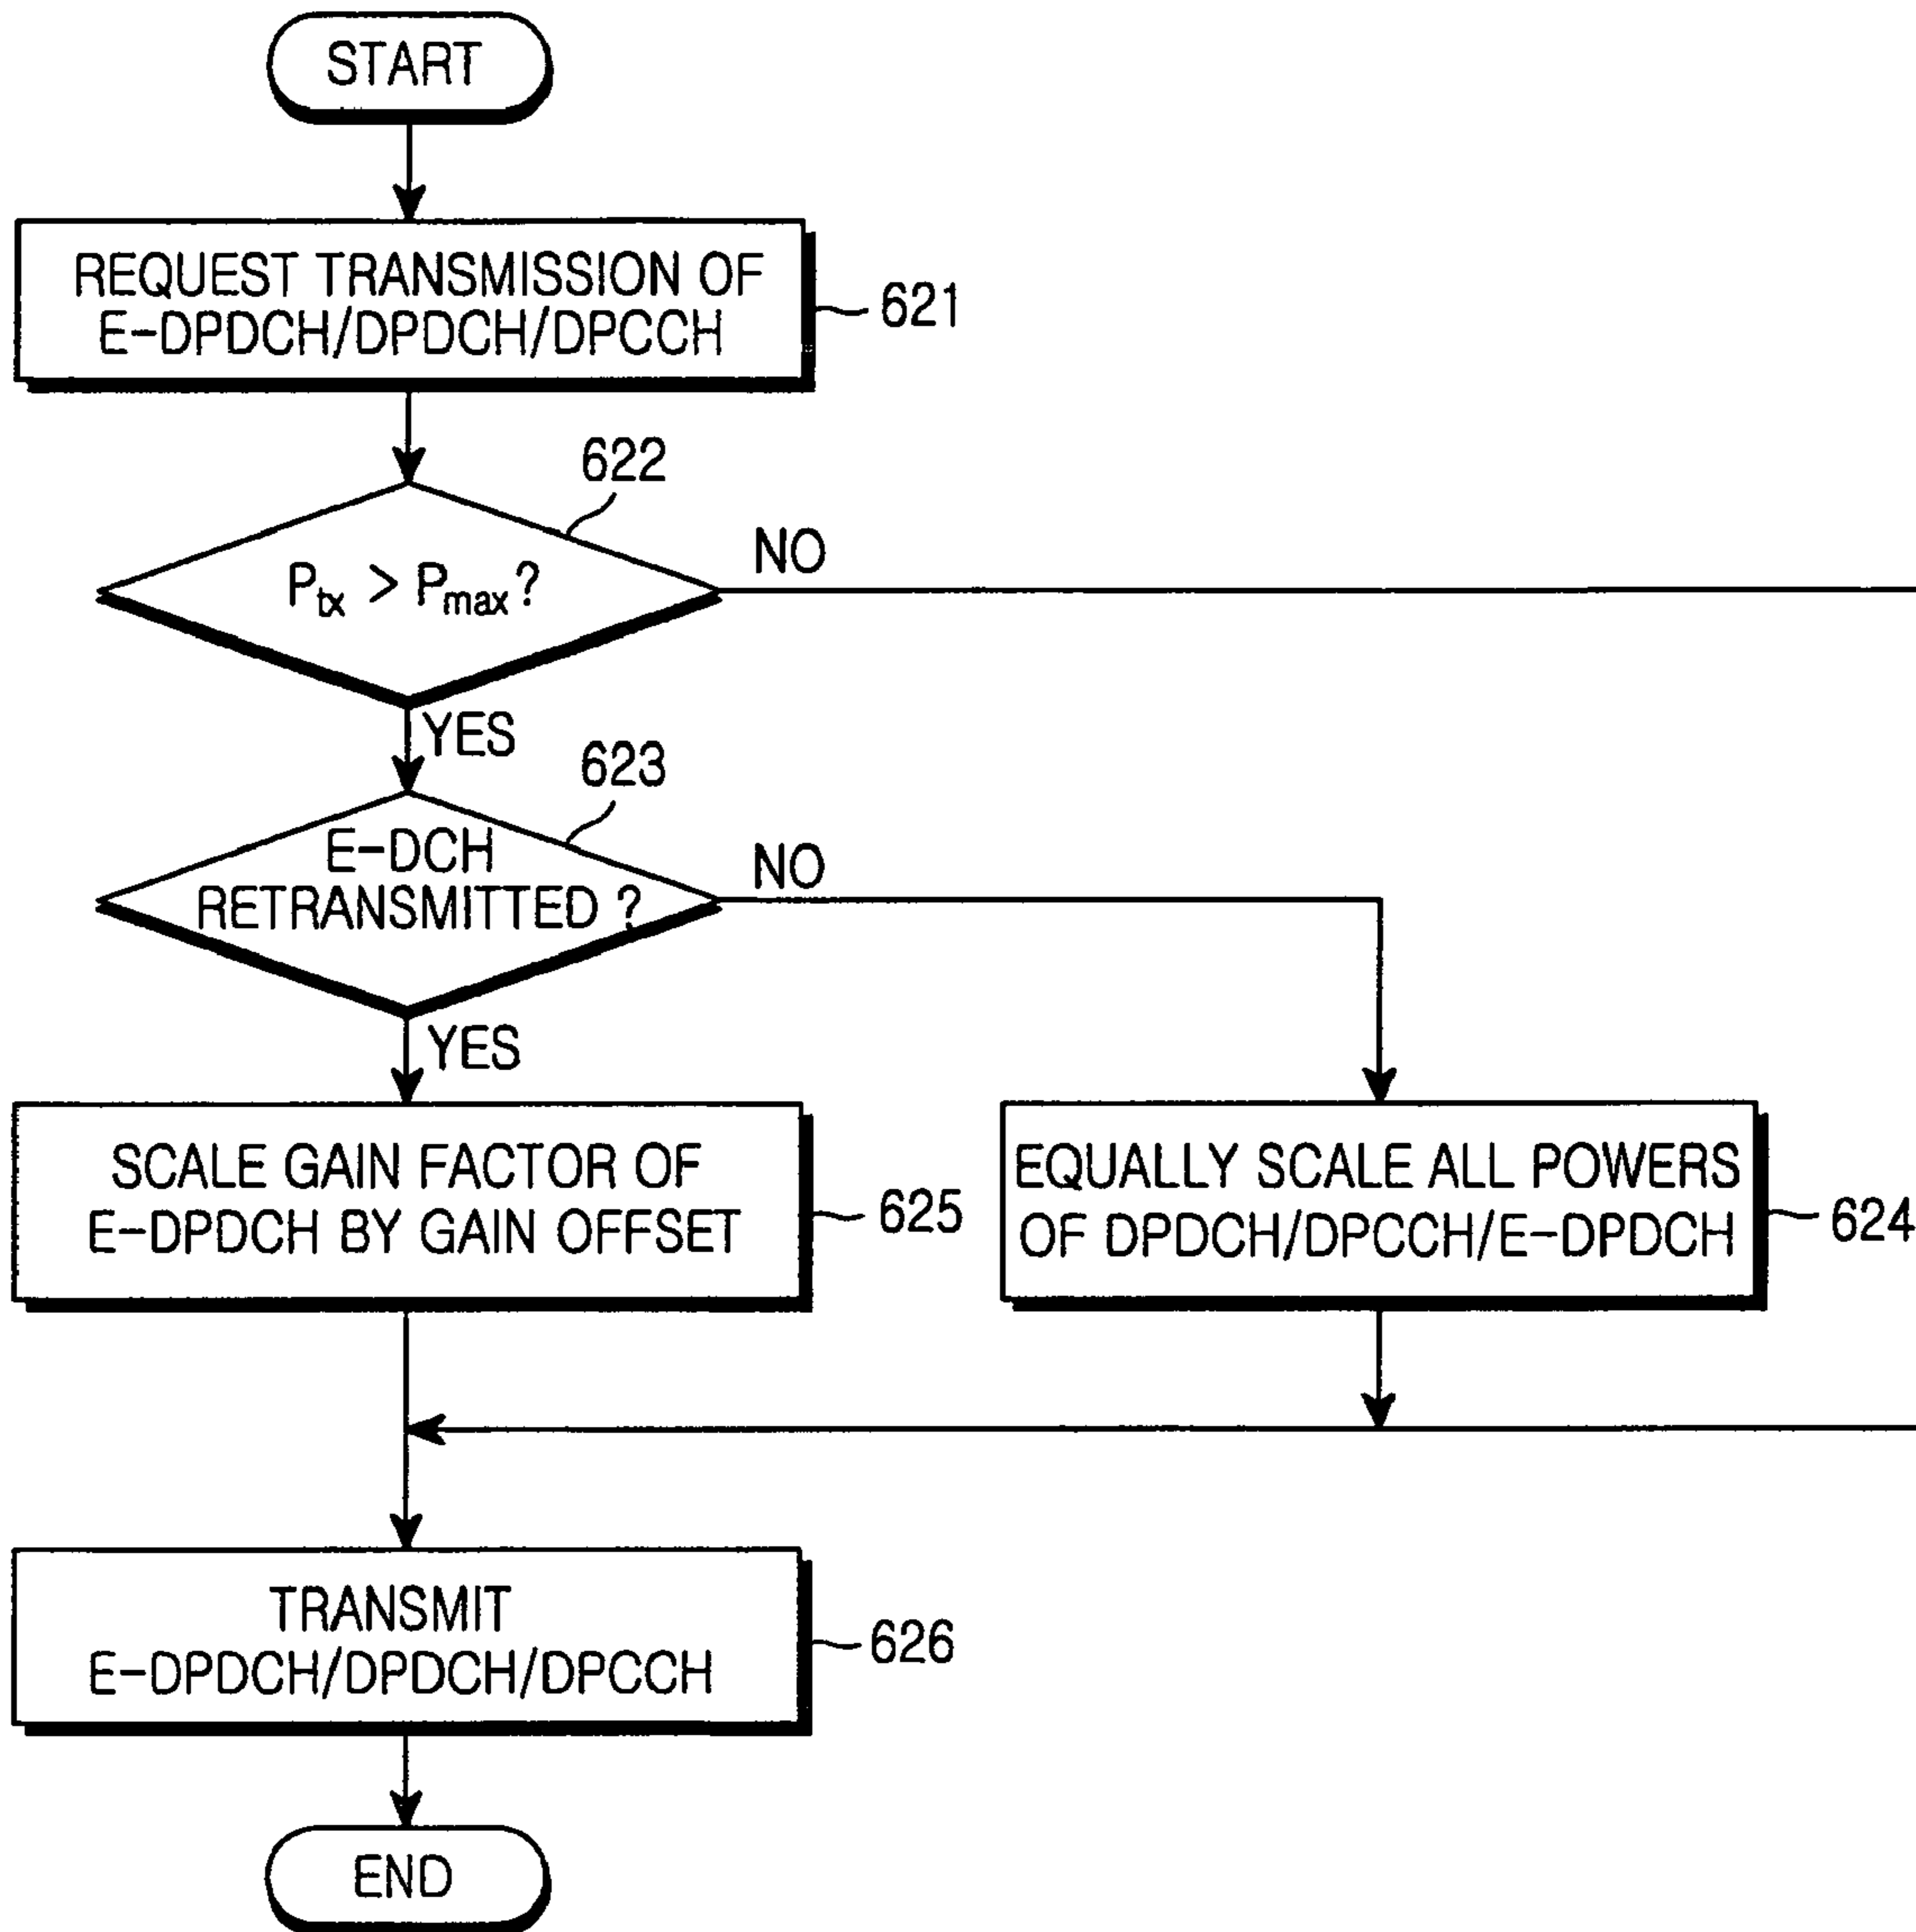 START
REQUEST TRANSMISSION OF
E-DPDCH/DPDCH/DPCCH
621
622
Ptx > Pmax?
NO
YES
623
E-DCH
RETRANSMITTED ?
NO
YES
SCALE GAIN FACTOR OF
E-DPDCH BY GAIN OFFSET
625
EQUALLY SCALE ALL POWERS
OF DPDCH/DPCCH/E-DPDCH
624
TRANSMIT
E-DPDCH/DPDCH/DPCCH
626
END